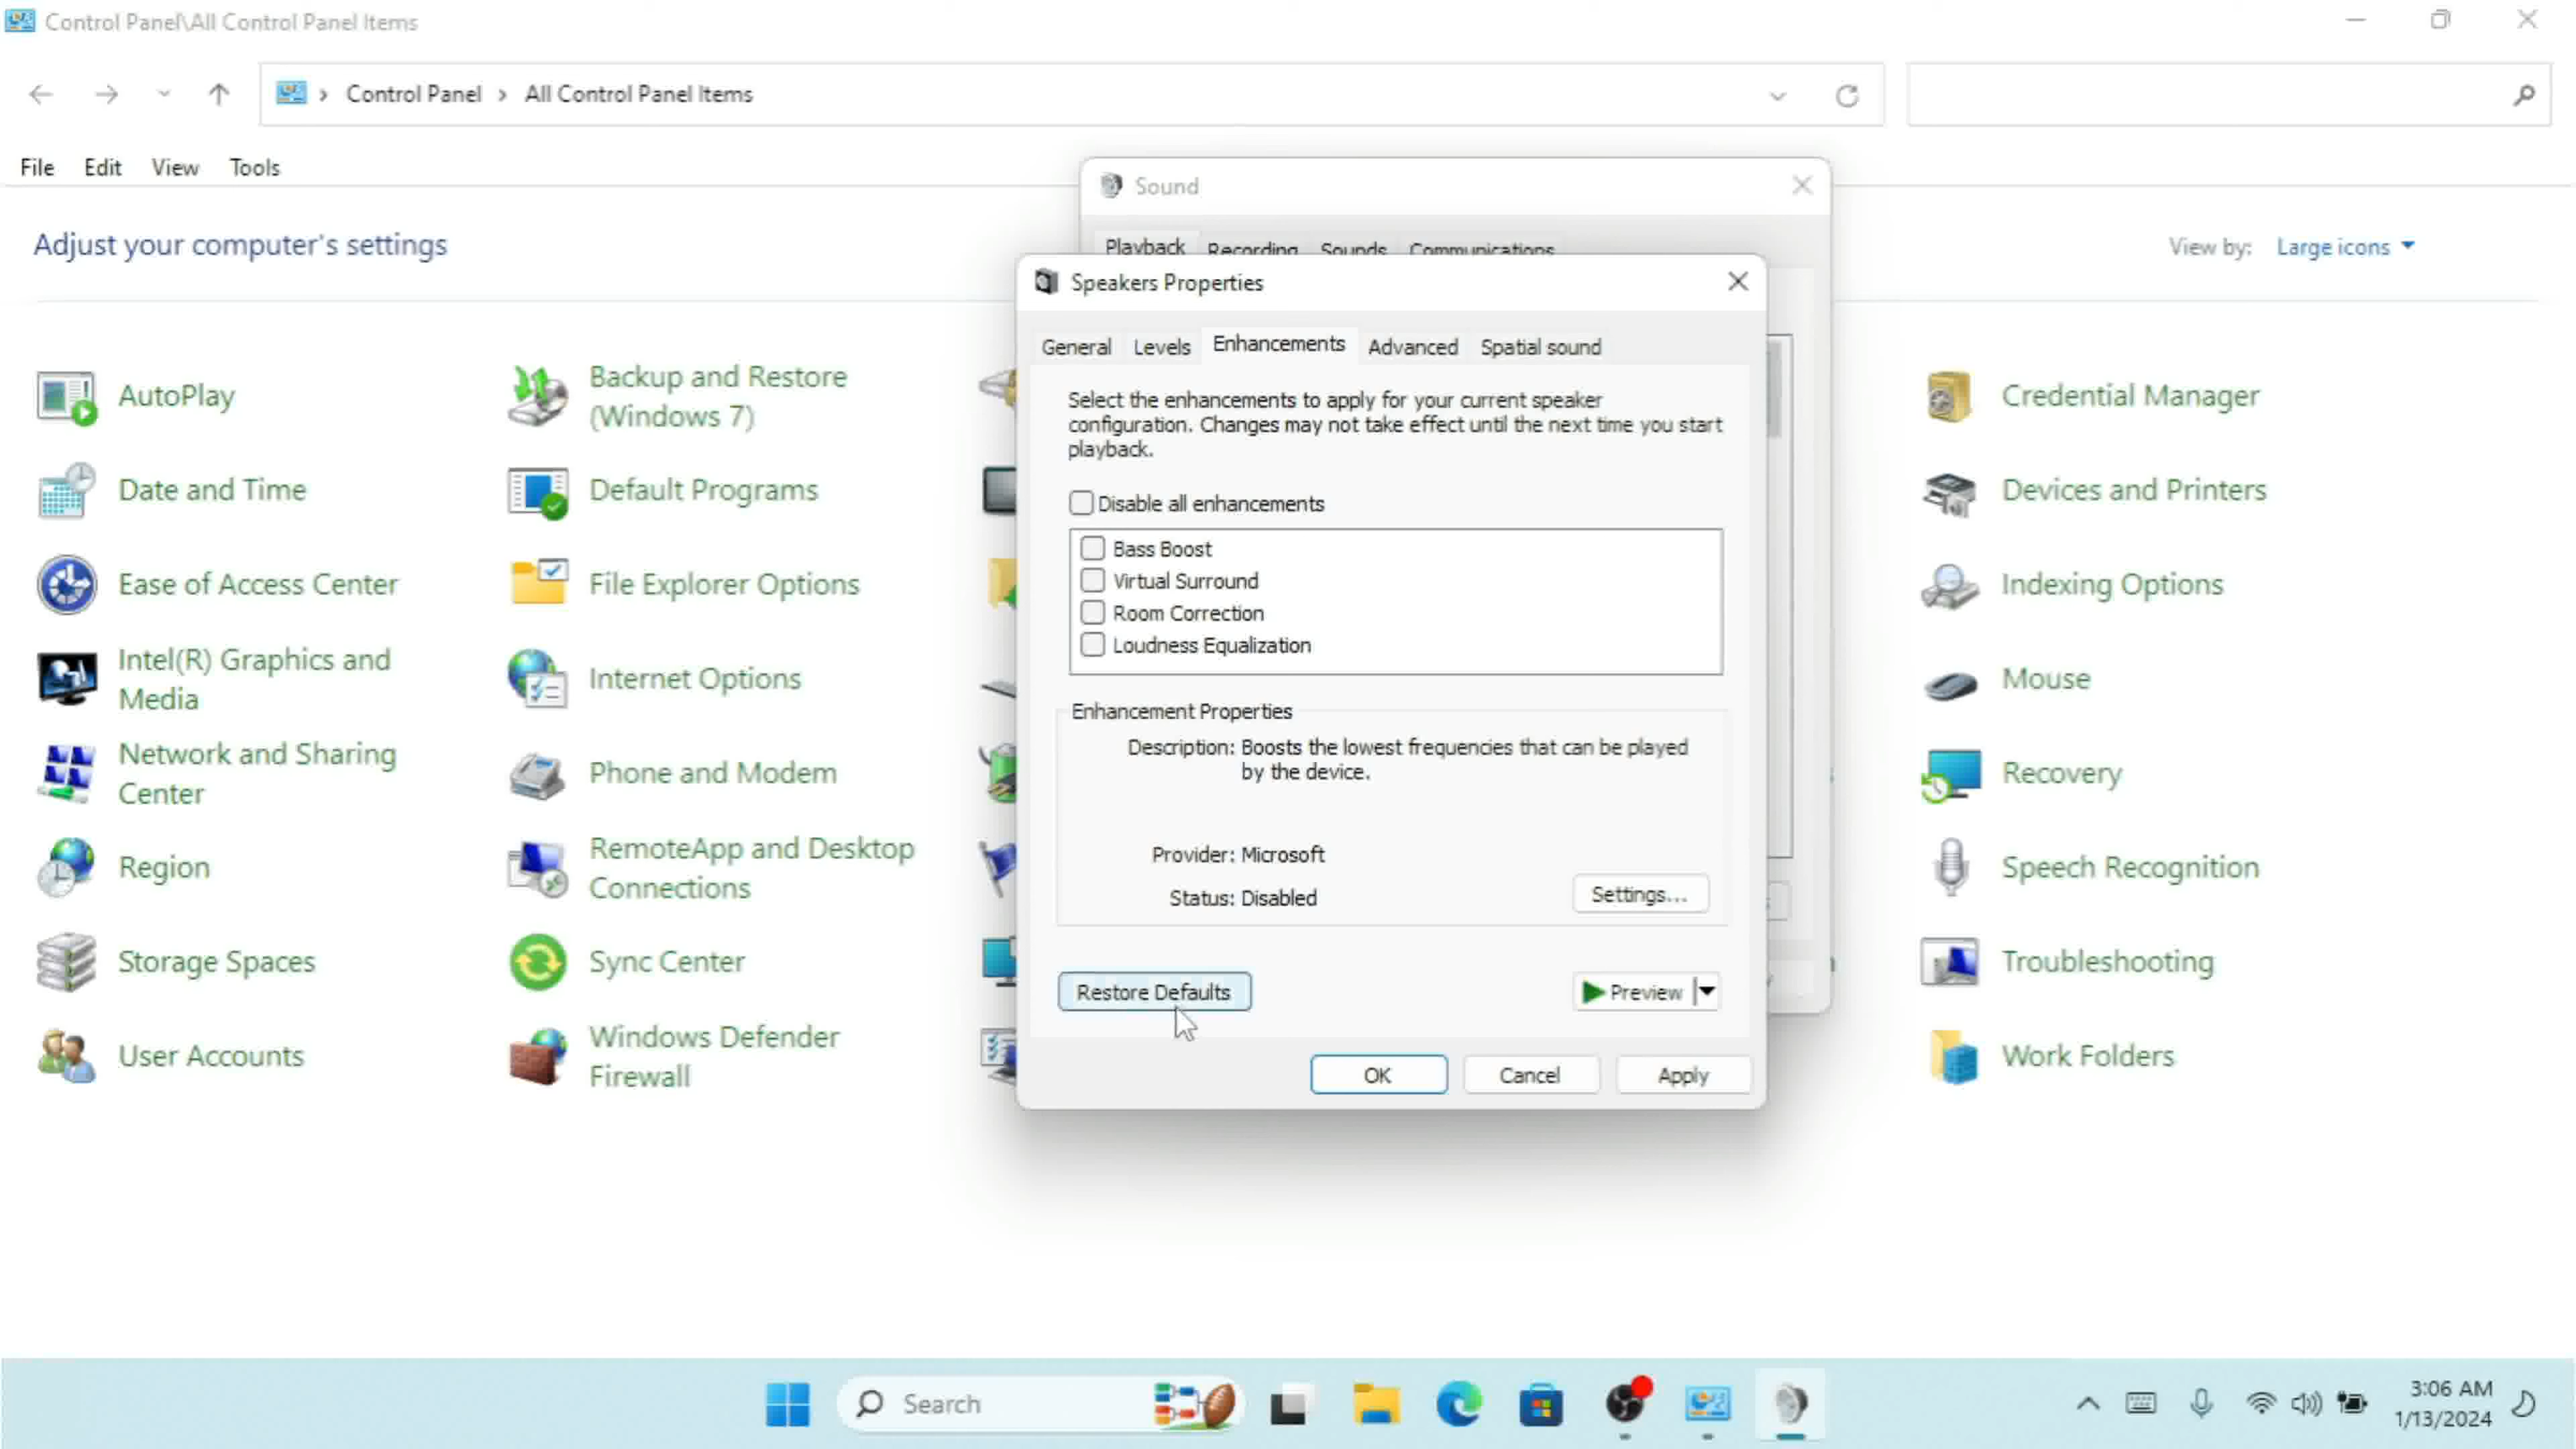 Control Panel\All Control Panel Items
Control Panel > All Control Panel Items
File Edit View Tools
Adjust your computer's settings
View by: Large icons
AutoPlay
Backup and Restore
(Windows 7)
Credential Manager
Date and Time
Default Programs
Devices and Printers
Ease of Access Center
File Explorer Options
Indexing Options
Intel(R) Graphics and
Media
Internet Options
Mouse
Network and Sharing
Center
Phone and Modem
Recovery
Region
RemoteApp and Desktop
Connections
Speech Recognition
Storage Spaces
Sync Center
Troubleshooting
User Accounts
Windows Defender
Firewall
Work Folders
Sound
Playback Recording Sounds Communications
Speakers Properties
General Levels Enhancements Advanced Spatial sound
Select the enhancements to apply for your current speaker
configuration. Changes may not take effect until the next time you start
playback.
Disable all enhancements
Bass Boost
Virtual Surround
Room Correction
Loudness Equalization
Enhancement Properties
Description: Boosts the lowest frequencies that can be played
by the device.
Provider: Microsoft
Status: Disabled
Settings...
Restore Defaults
Preview
OK Cancel Apply
Search
3:06 AM
1/13/2024